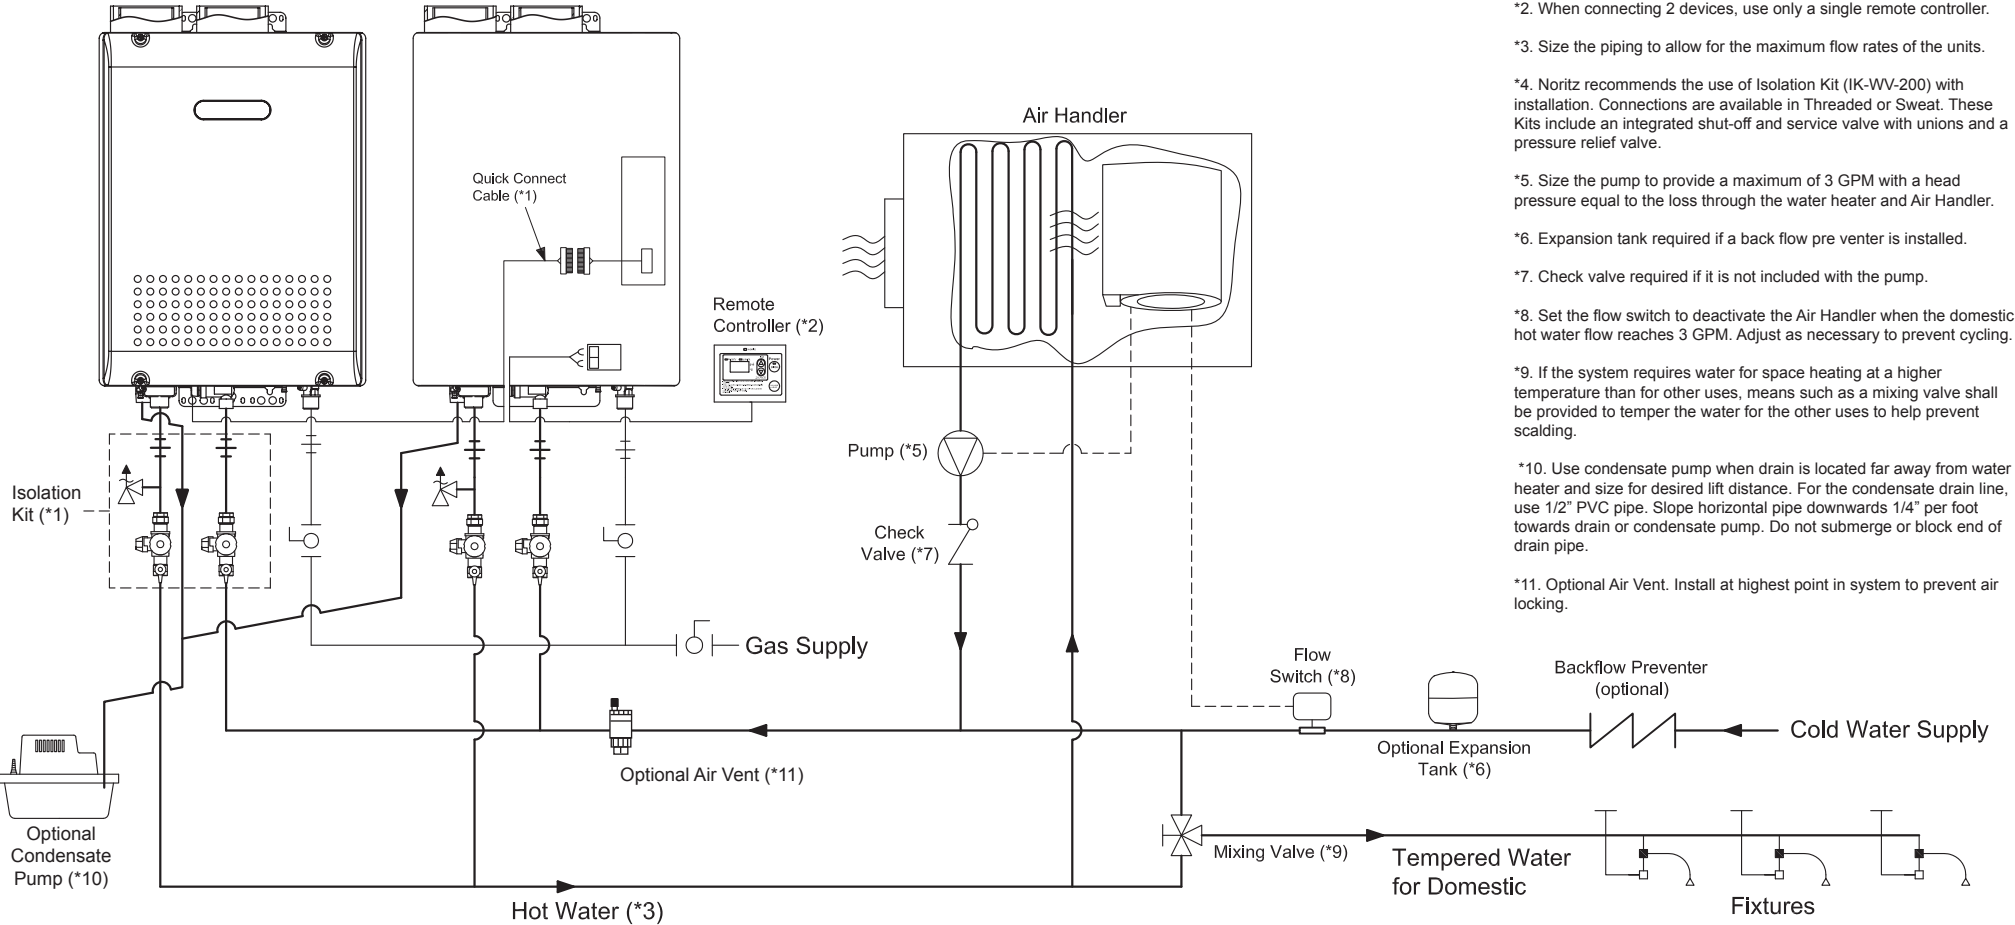 *2. When connecting 2 devices, use only a single remote controller.
*3. Size the piping to allow for the maximum flow rates of the units.
*4. Noritz recommends the use of Isolation Kit (IK-WV-200) with
installation. Connections are available in Threaded or Sweat. These
Kits include an integrated shut-off and service valve with unions and a
pressure relief valve.
*5. Size the pump to provide a maximum of 3 GPM with a head
pressure equal to the loss through the water heater and Air Handler.
*6. Expansion tank required if a back flow pre venter is installed.
*7. Check valve required if it is not included with the pump.
*8. Set the flow switch to deactivate the Air Handler when the domestic
hot water flow reaches 3 GPM. Adjust as necessary to prevent cycling.
*9. If the system requires water for space heating at a higher
temperature than for other uses, means such as a mixing valve shall
be provided to temper the water for the other uses to help prevent
scalding.
*10. Use condensate pump when drain is located far away from water
heater and size for desired lift distance. For the condensate drain line,
use 1/2” PVC pipe. Slope horizontal pipe downwards 1/4” per foot
towards drain or condensate pump. Do not submerge or block end of
drain pipe.
*11. Optional Air Vent. Install at highest point in system to prevent air
locking.
Air Handler
Quick Connect
Cable (*1)
Remote
Controller (*2)
Pump (*5)
Isolation
Kit (*1)
Check
Valve (*7)
Gas Supply
Flow
Switch (*8)
Backflow Preventer
(optional)
Cold Water Supply
Optional Expansion
Tank (*6)
Optional Air Vent (*11)
Optional
Condensate
Pump (*10)
Mixing Valve (*9)
Tempered Water
for Domestic
Hot Water (*3)
Fixtures